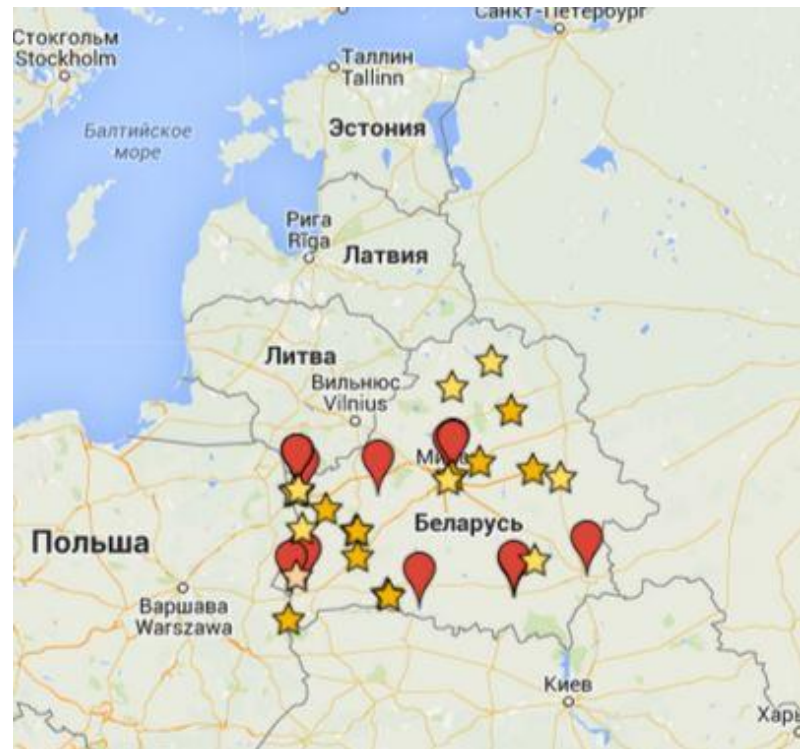 Санкт-Петербург
Стокгольм
Stockholm
Таллин
Tallinn
Эстония
Балтийское
море
Рига
Rīga
Латвия
Литва
Вильнюс
Vilnius
Беларусь
Польша
Варшава
Warszawa
Киев